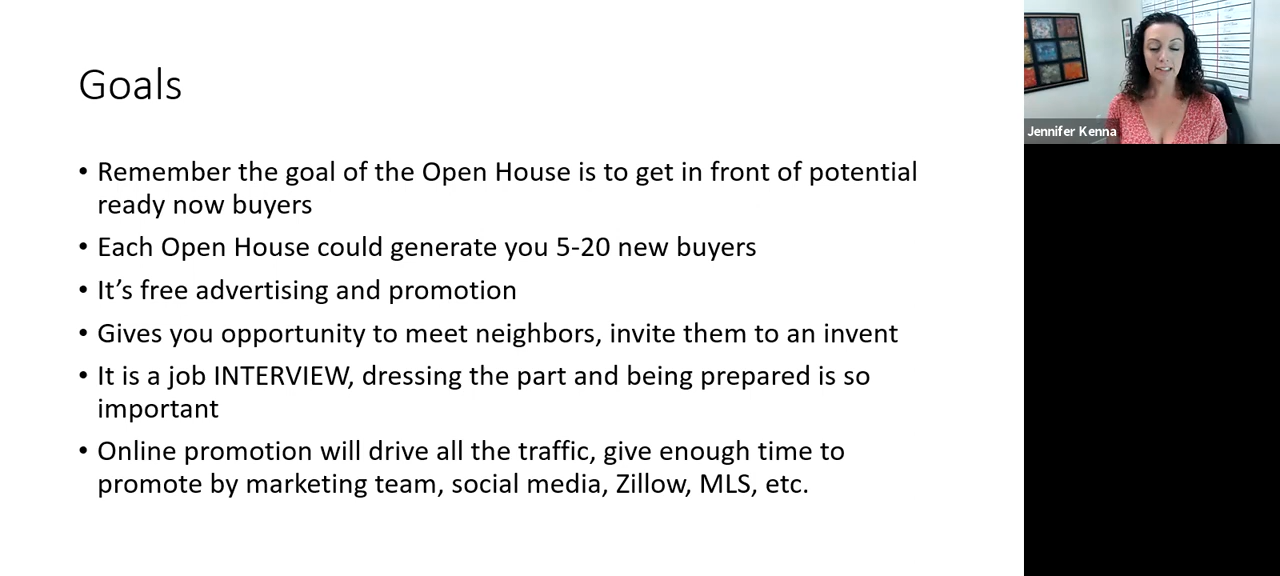 Goals
• Remember the goal of the Open House is to get in front of potential
ready now buyers
• Each Open House could generate you 5-20 new buyers
• It’s free advertising and promotion
• Gives you opportunity to meet neighbors, invite them to an invent
• It is a job INTERVIEW, dressing the part and being prepared is so
important
• Online promotion will drive all the traffic, give enough time to
promote by marketing team, social media, Zillow, MLS, etc.
Jennifer Kenna